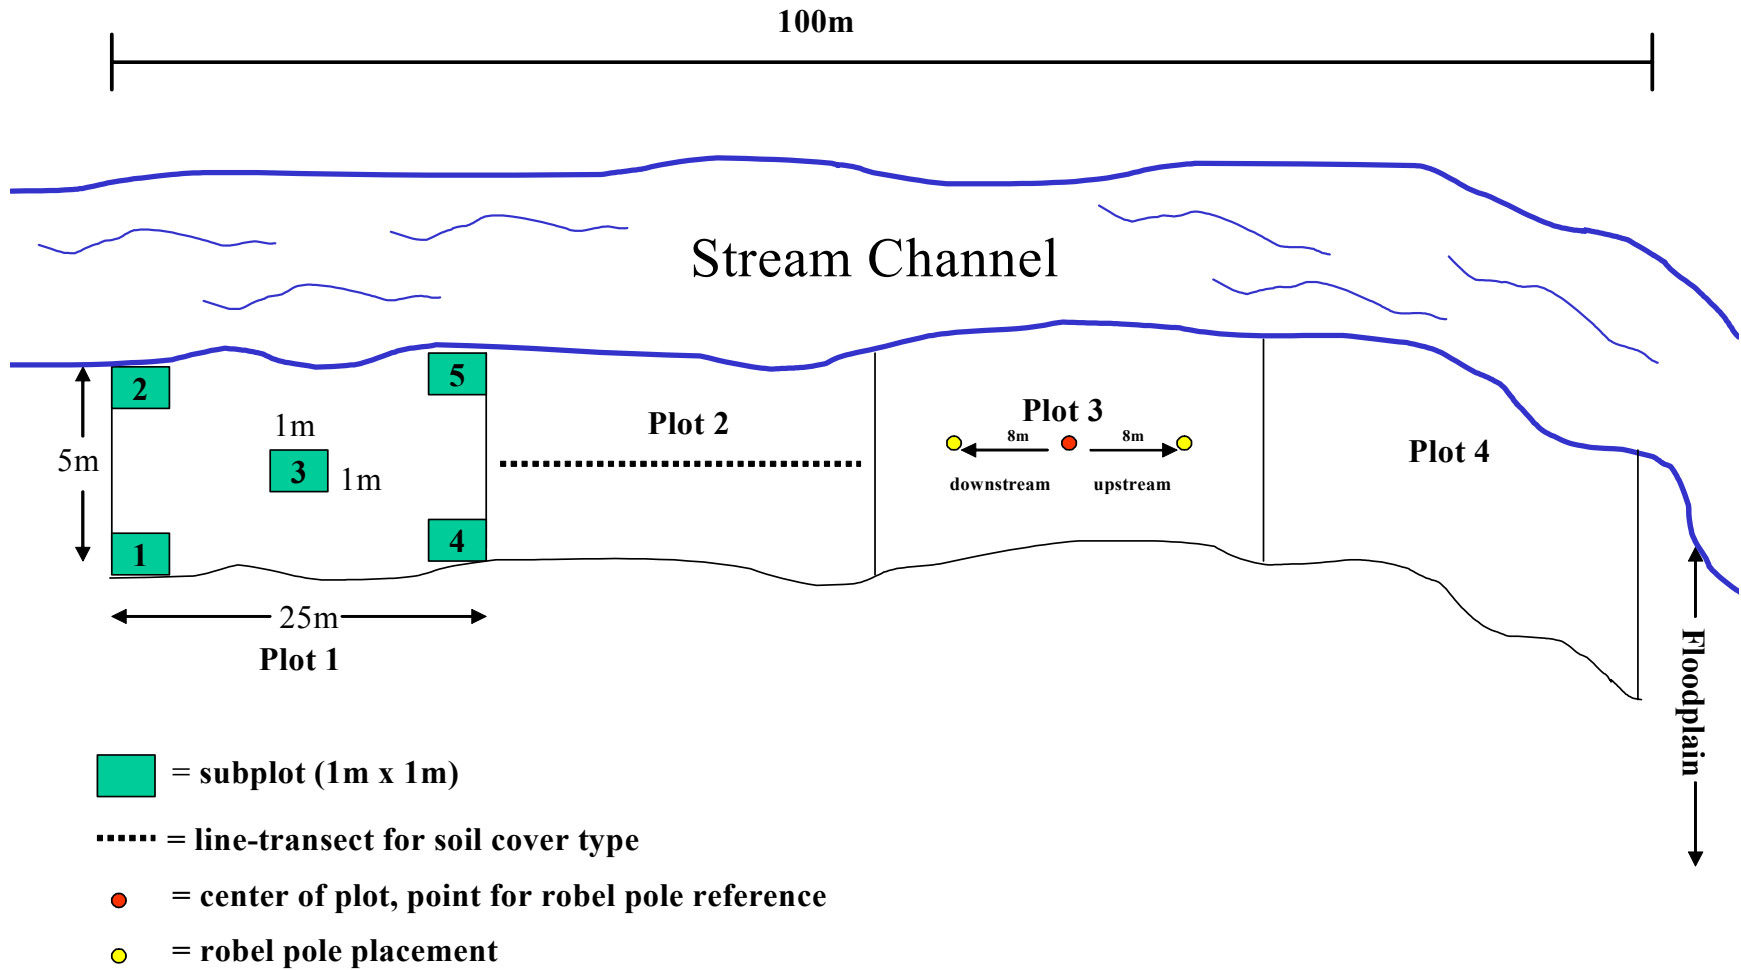 100m
Stream Channel
2
5
1m
Plot 2
Plot 3
8m
8m
5m
3
1m
Plot 4
downstream
upstream
1
4
25m
Plot 1
Floodplain
= subplot (1m x 1m)
= line-transect for soil cover type
= center of plot, point for robel pole reference
= robel pole placement